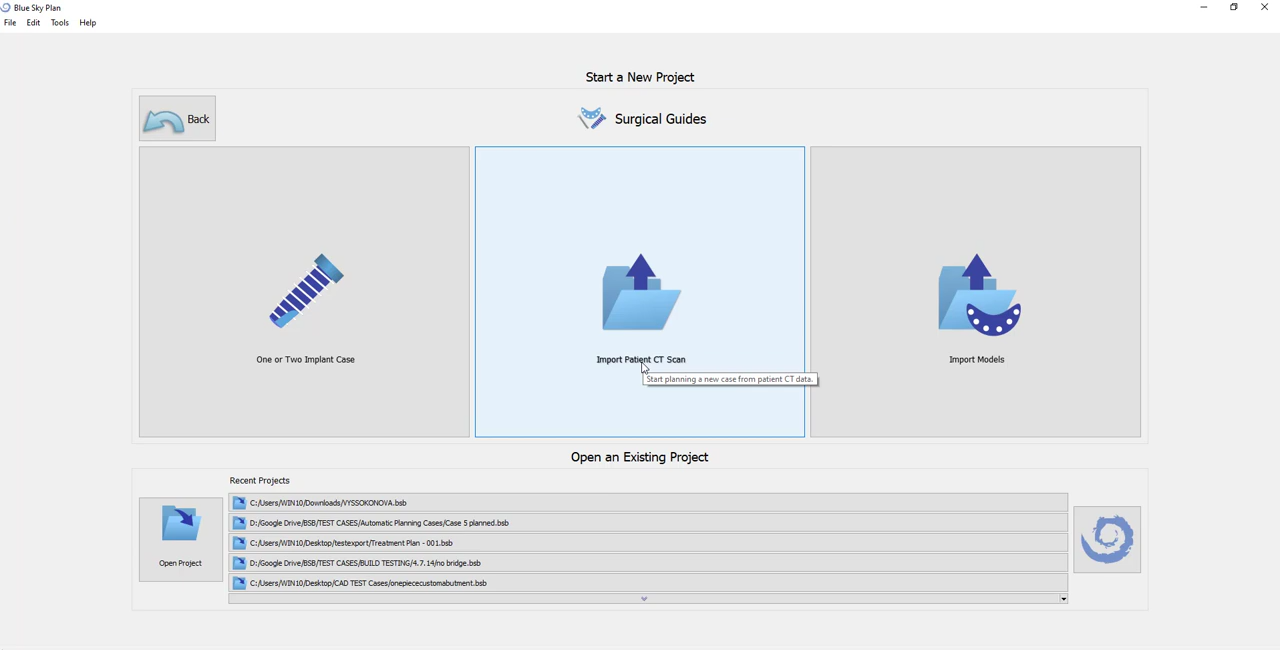 Blue Sky Plan
File Edit Tools Help
Start a New Project
Back
Surgical Guides
One or Two Implant Case
Import Patient CT Scan
Import Models
Start planning a new case from patient CT data.
Open an Existing Project
Recent Projects
C:/Users/WIN10/Downloads/VYSSOKONOVA.bsb
D:/Google Drive/BSB/TEST CASES/Automatic Planning Cases/Case 5 planned.bsb
C:/Users/WIN10/Desktop/testexport/Treatment Plan - 001.bsb
D:/Google Drive/BSB/TEST CASES/BUILD TESTING/4.7.14/no bridge.bsb
C:/Users/WIN10/Desktop/CAD TEST Cases/onepiececustomabutment.bsb
Open Project